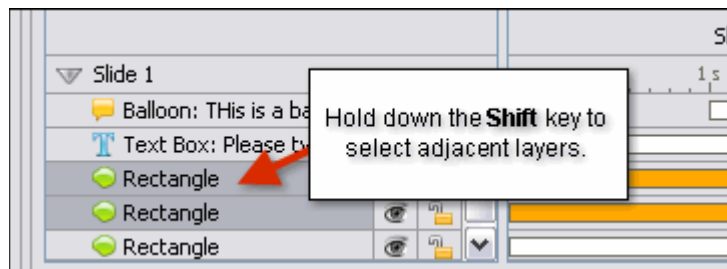 S
Slide 1
1 s
Balloon: THis is a ba
Hold down the Shift key to
select adjacent layers.
Text Box: Please ty
Rectangle
Rectangle
Rectangle